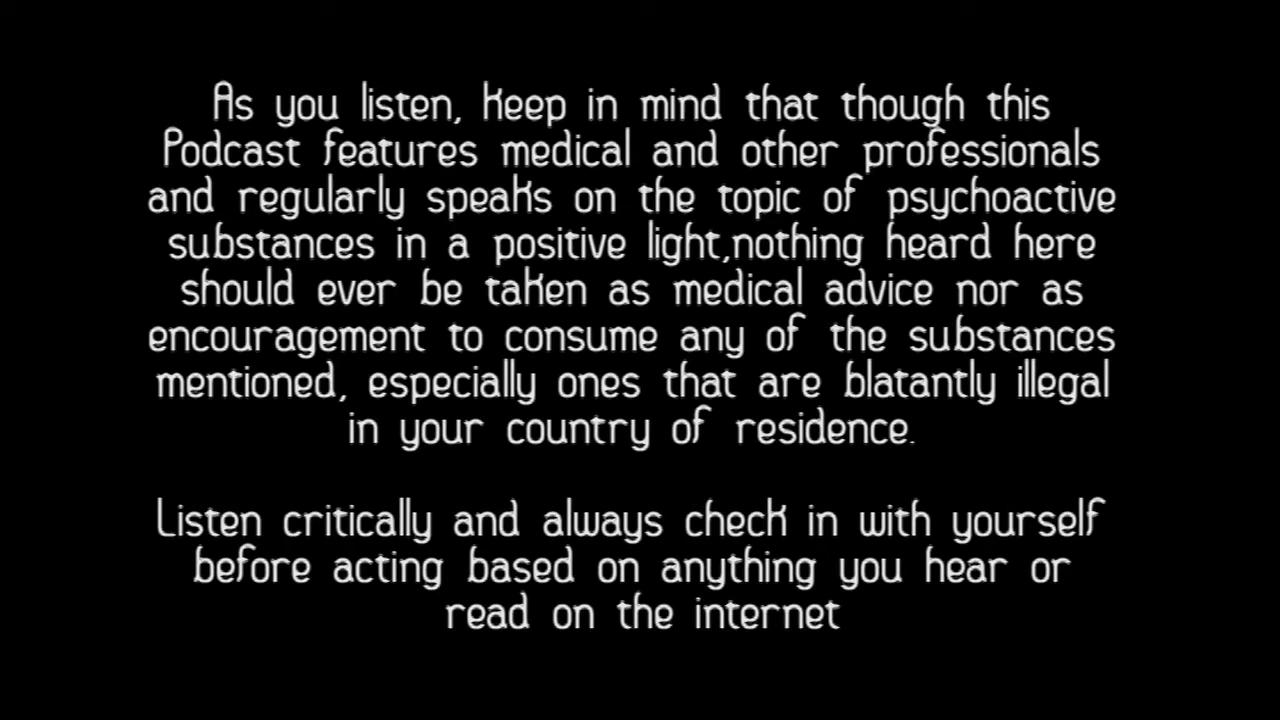 As you listen, keep in mind that though this
Podcast features medical and other professionals
and regularly speaks on the topic of psychoactive
substances in a positive light,nothing heard here
should ever be taken as medical advice nor as
encouragement to consume any of the substances
mentioned, especially ones that are blatantly illegal
in your country of residence.
Listen critically and always check in with yourself
before acting based on anything you hear or
read on the internet